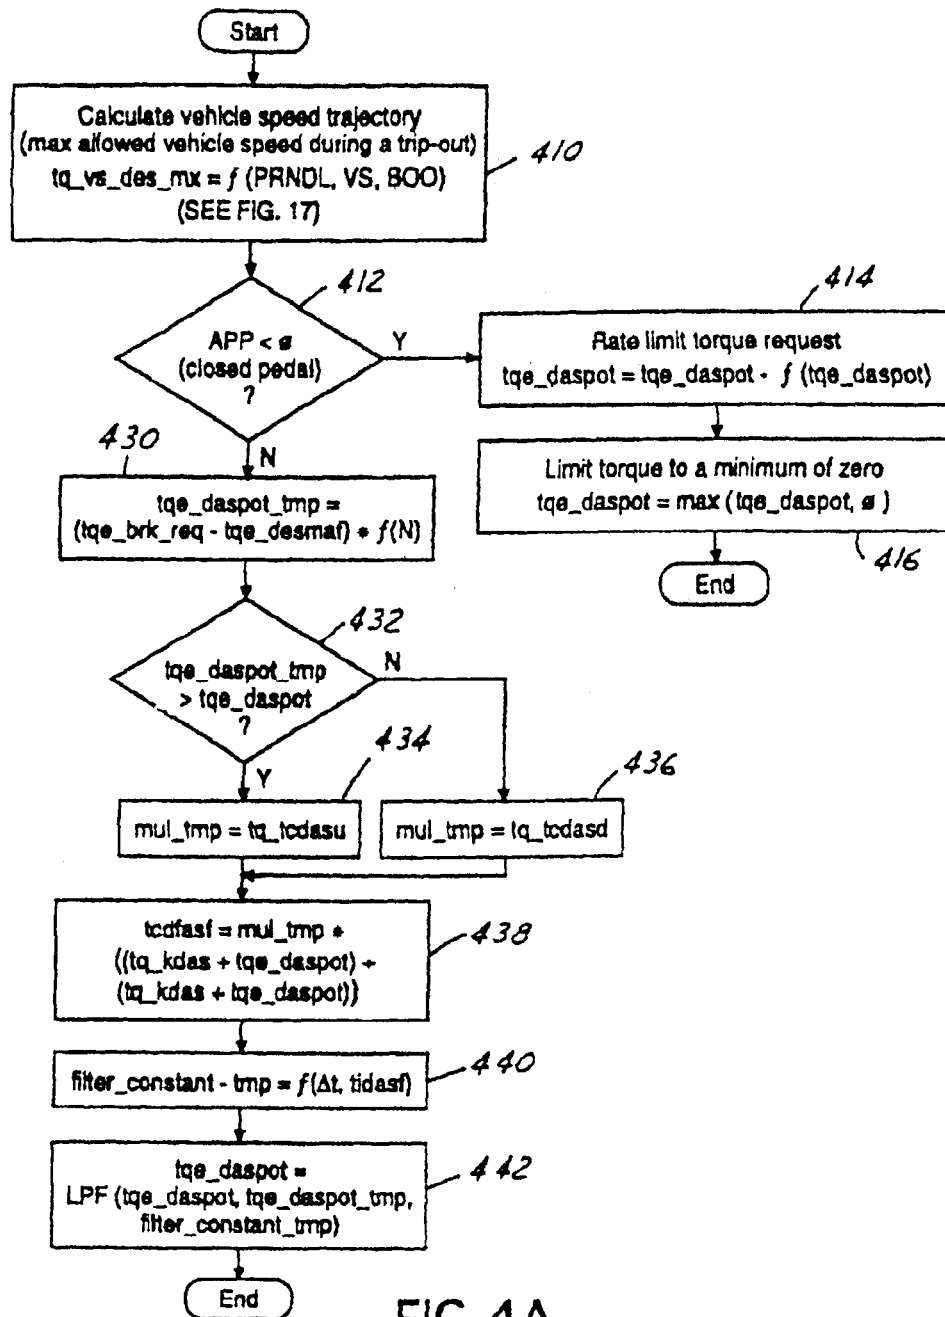 Start
Calculate vehicle speed trajectory
(max allowed vehicle speed during a trip-out)
tq_vs_des_mx = f (PRNDL, VS, BOO)
(SEE FIG. 17)
410
412
APP < ø
(closed pedal)
?
Y
N
414
Rate limit torque request
tqe_daspot = tqe_daspot - f (tqe_daspot)
Limit torque to a minimum of zero
tqe_daspot = max (tqe_daspot, ø )
416
End
430
tqe_daspot_tmp =
(tqe_brk_req - tqe_desmaf) * f(N)
432
tqe_daspot_tmp
> tqe_daspot
?
N
Y
434
mul_tmp = tq_tcdasu
436
mul_tmp = tq_tcdasd
tcdfasf = mul_tmp *
((tq_kdas + tqe_daspot) ÷
(tq_kdas + tqe_daspot))
438
filter_constant - tmp = f(Δt, tidasf)
440
tqe_daspot =
LPF (tqe_daspot, tqe_daspot_tmp,
filter_constant_tmp)
442
End
FIG. 4A